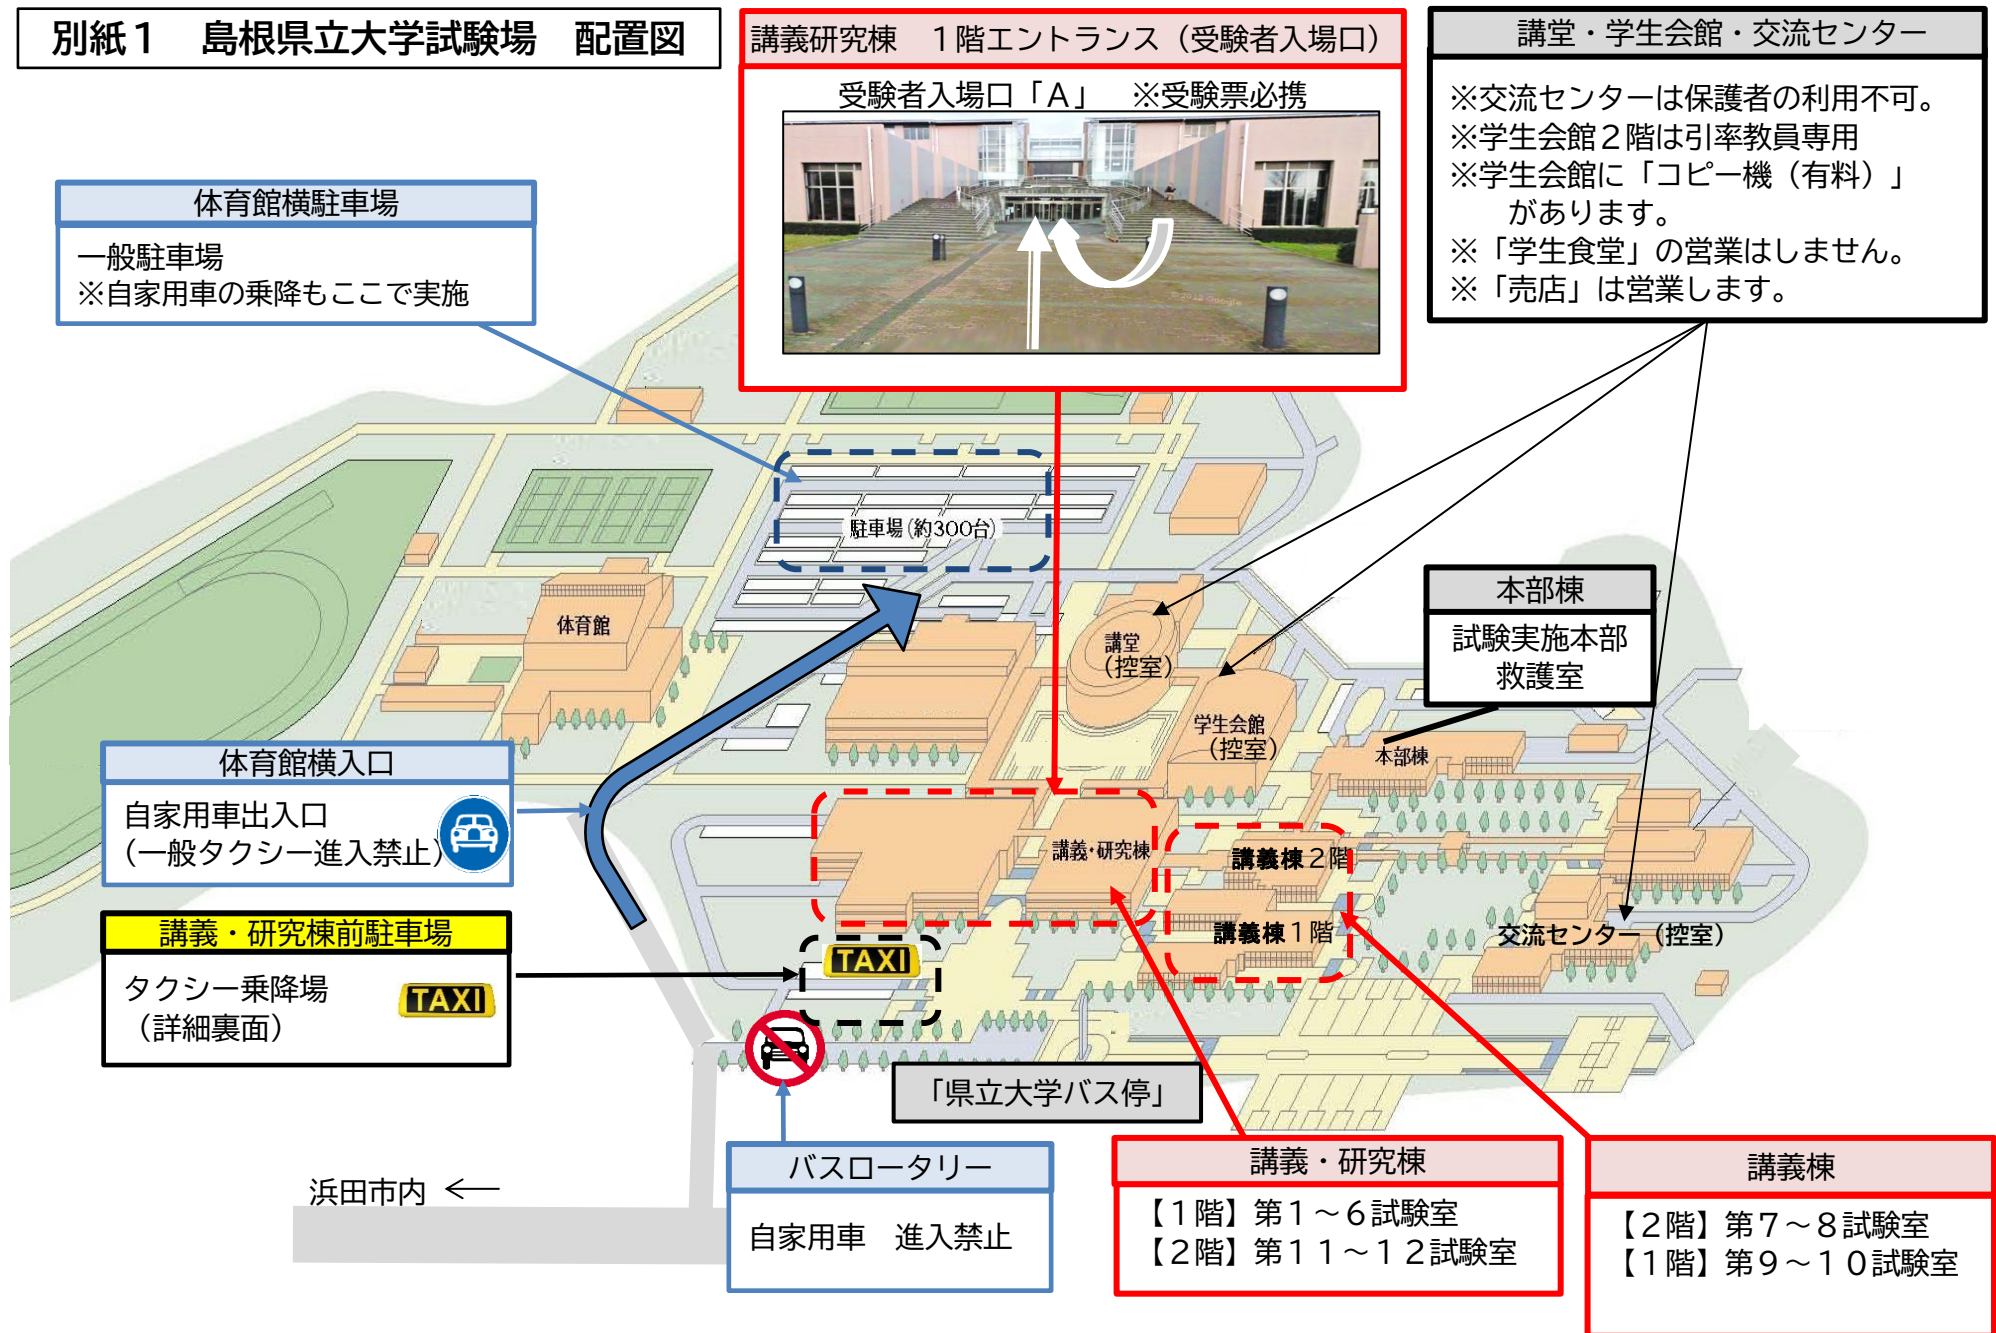 別紙１　島根県立大学試験場　配置図
講義研究棟　１階エントランス（受験者入場口）
受験者入場口「Ａ」　※受験票必携
© 2012 Google
講堂・学生会館・交流センター
※交流センターは保護者の利用不可。
※学生会館２階は引率教員専用
※学生会館に「コピー機（有料）」
があります。
※「学生食堂」の営業はしません。
※「売店」は営業します。
体育館横駐車場
一般駐車場
※自家用車の乗降もここで実施
駐車場(約300台)
体育館
講堂
（控室）
学生会館
（控室）
本部棟
試験実施本部
救護室
本部棟
体育館横入口
自家用車出入口
（一般タクシー進入禁止）
講義・研究棟
講義棟２階
講義棟１階
交流センター（控室）
講義・研究棟前駐車場
タクシー乗降場
（詳細裏面）
TAXI
TAXI
「県立大学バス停」
浜田市内 ←
バスロータリー
自家用車　進入禁止
講義・研究棟
【１階】第１～６試験室
【２階】第１１～１２試験室
講義棟
【２階】第７～８試験室
【１階】第９～１０試験室